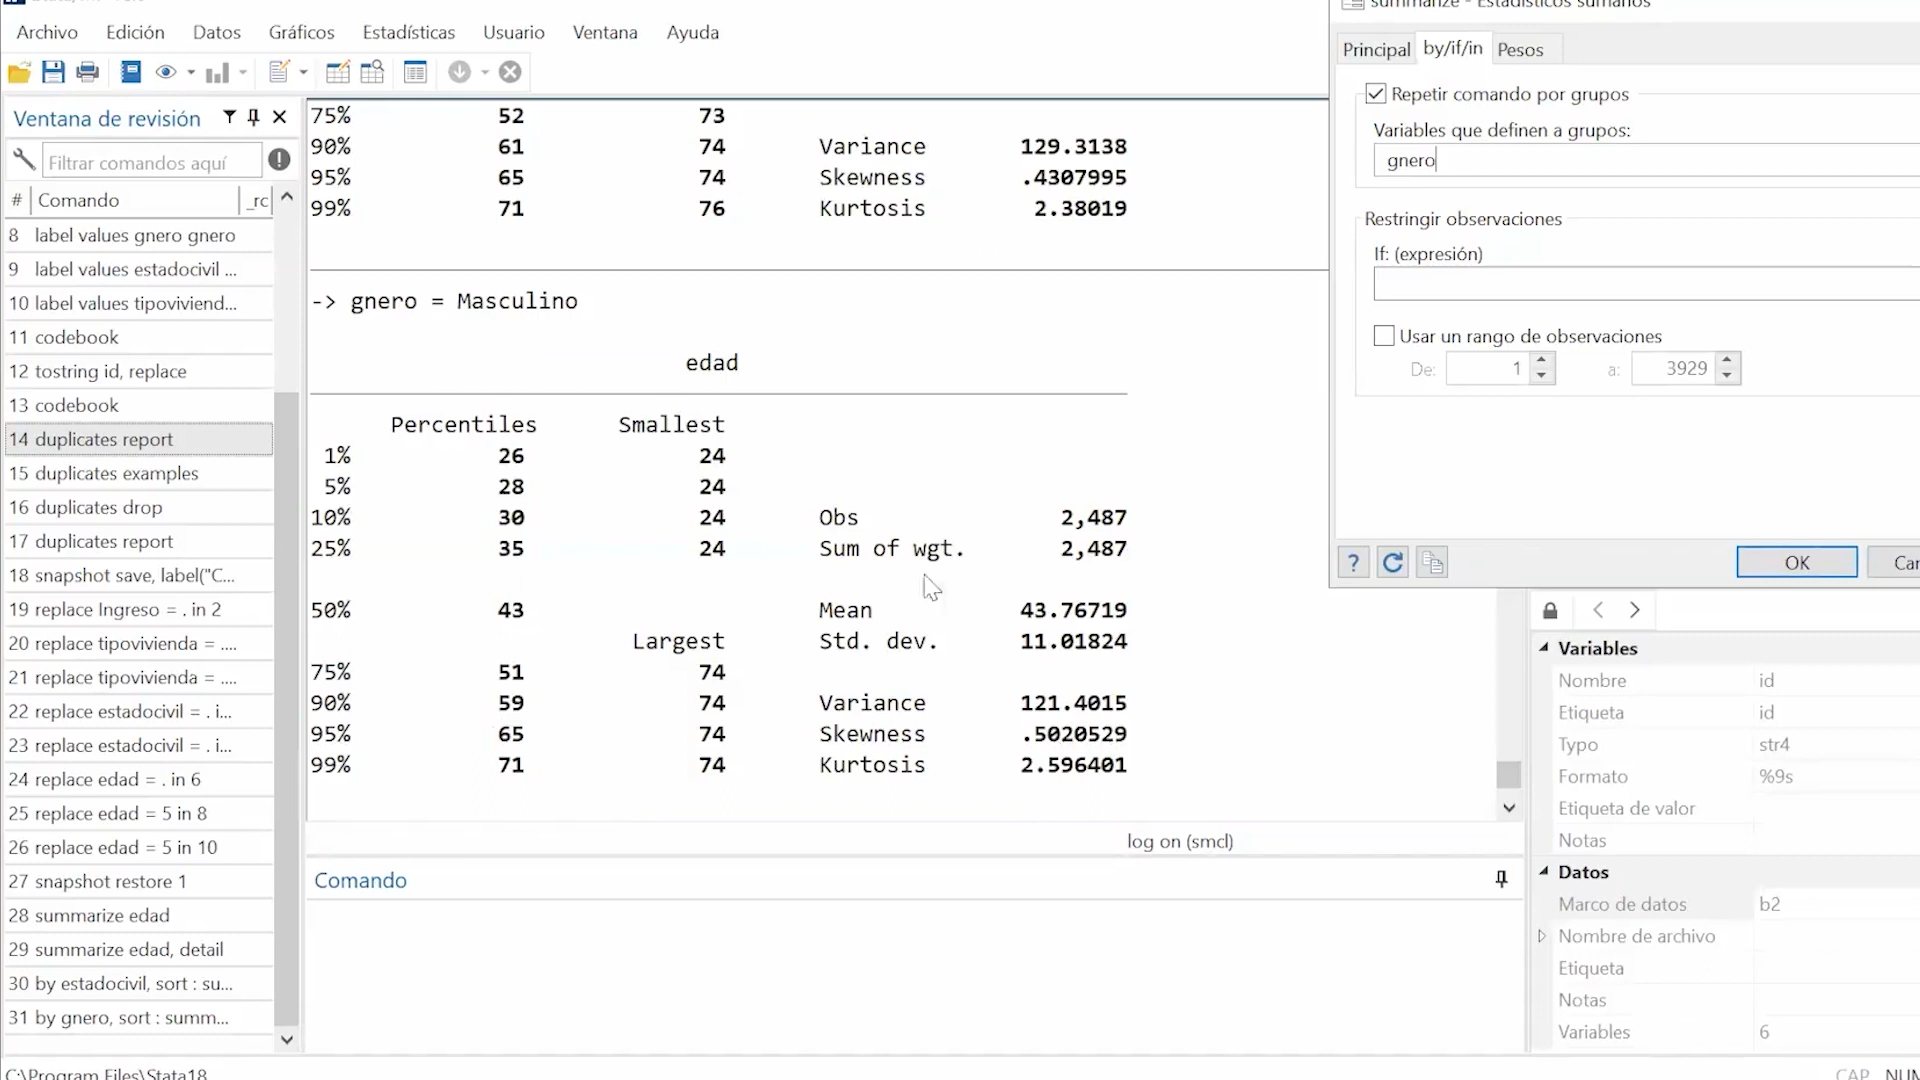 Archivo Edición Datos Gráficos Estadísticas Usuario Ventana Ayuda
Ventana de revisión
Filtrar comandos aquí
# Comando _rc
8 label values gnero gnero
9 label values estadocivil ...
10 label values tipoviviend...
11 codebook
12 tostring id, replace
13 codebook
14 duplicates report
15 duplicates examples
16 duplicates drop
17 duplicates report
18 snapshot save, label("C...
19 replace Ingreso = . in 2
20 replace tipovivienda = ....
21 replace tipovivienda = ....
22 replace estadocivil = . i...
23 replace estadocivil = . i...
24 replace edad = . in 6
25 replace edad = 5 in 8
26 replace edad = 5 in 10
27 snapshot restore 1
28 summarize edad
29 summarize edad, detail
30 by estadocivil, sort : su...
31 by gnero, sort : summ...
75% 52 73
90% 61 74 Variance 129.3138
95% 65 74 Skewness .4307995
99% 71 76 Kurtosis 2.38019
-> gnero = Masculino
edad
Percentiles Smallest
1% 26 24
5% 28 24
10% 30 24 Obs 2,487
25% 35 24 Sum of wgt. 2,487
50% 43 Mean 43.76719
Largest Std. dev. 11.01824
75% 51 74
90% 59 74 Variance 121.4015
95% 65 74 Skewness .5020529
99% 71 74 Kurtosis 2.596401
log on (smcl)
Comando
summarize - Estadísticos sumarios
Principal by/if/in Pesos
Repetir comando por grupos
Variables que definen a grupos:
gnero
Restringir observaciones
If: (expresión)
Usar un rango de observaciones
De: 1 a: 3929
? OK
Variables
Nombre id
Etiqueta id
Typo str4
Formato %9s
Etiqueta de valor
Notas
Datos
Marco de datos b2
Nombre de archivo
Etiqueta
Notas
Variables 6
C:\Program Files\Stata18
CAP NUM